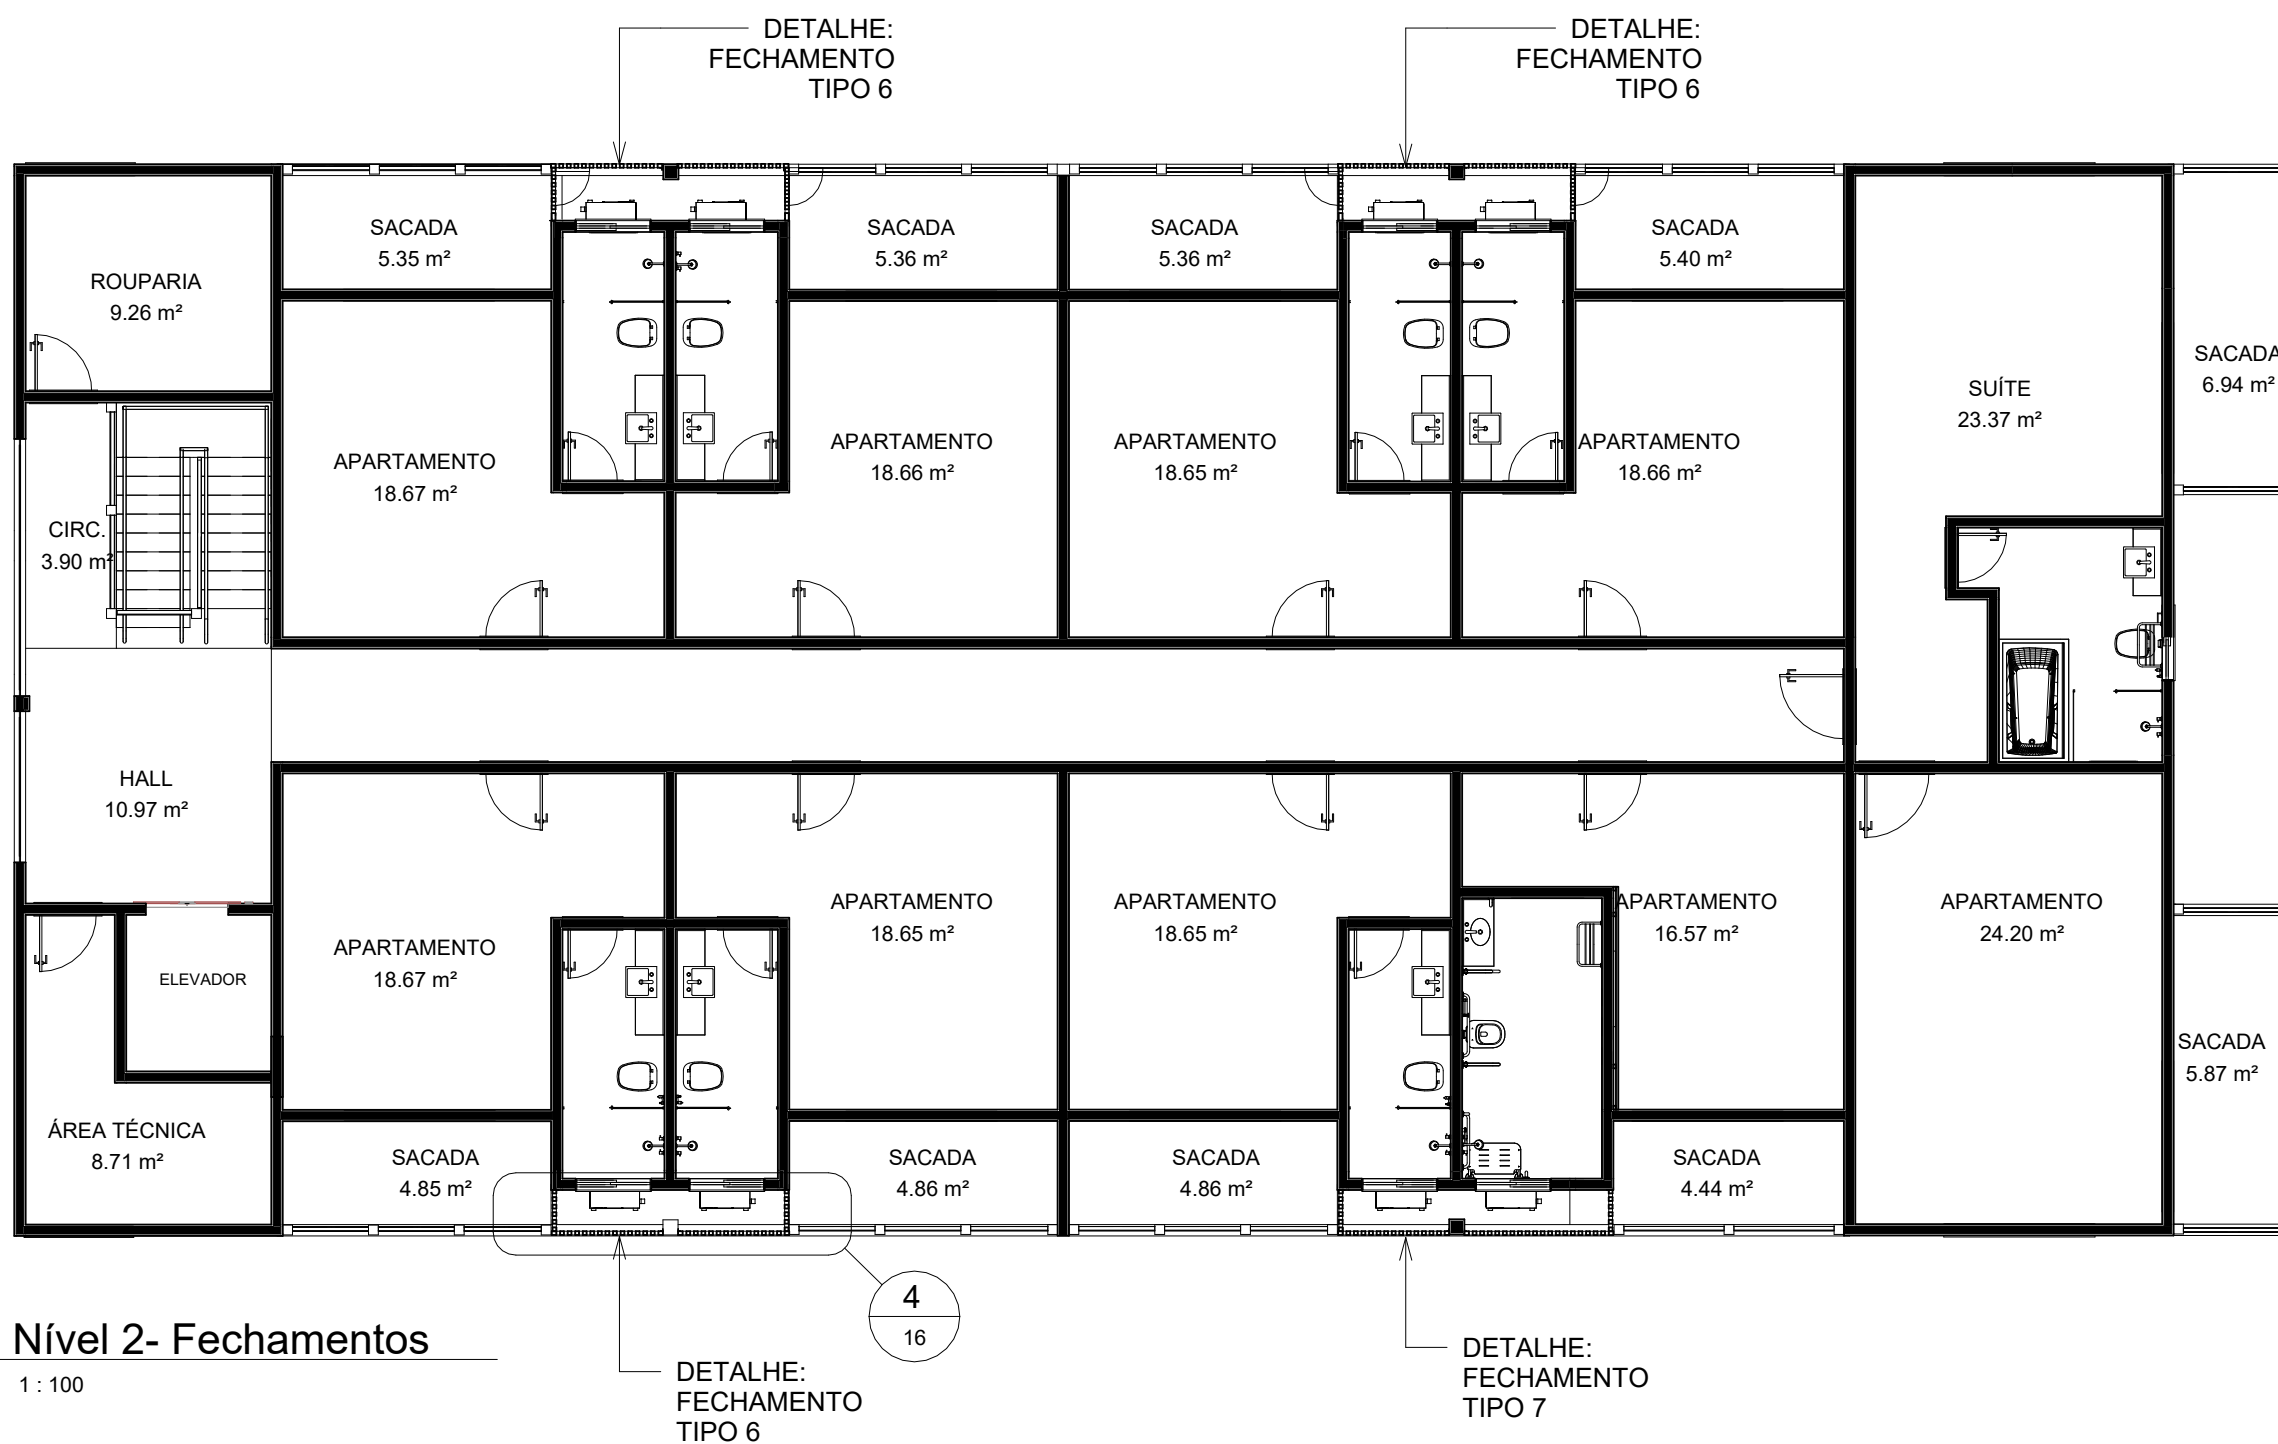 DETALHE:
FECHAMENTO
TIPO 6
DETALHE:
FECHAMENTO
TIPO 6
ROUPARIA
9.26 m²
SACADA
5.35 m²
SACADA
5.36 m²
SACADA
5.36 m²
SACADA
5.40 m²
SACADA
6.94 m²
SUÍTE
23.37 m²
APARTAMENTO
18.67 m²
APARTAMENTO
18.66 m²
APARTAMENTO
18.65 m²
APARTAMENTO
18.66 m²
CIRC.
3.90 m²
HALL
10.97 m²
APARTAMENTO
18.67 m²
APARTAMENTO
18.65 m²
APARTAMENTO
18.65 m²
APARTAMENTO
16.57 m²
APARTAMENTO
24.20 m²
ELEVADOR
SACADA
5.87 m²
ÁREA TÉCNICA
8.71 m²
SACADA
4.85 m²
SACADA
4.86 m²
SACADA
4.86 m²
SACADA
4.44 m²
4
16
Nível 2- Fechamentos
1 : 100
DETALHE:
FECHAMENTO
TIPO 6
DETALHE:
FECHAMENTO
TIPO 7